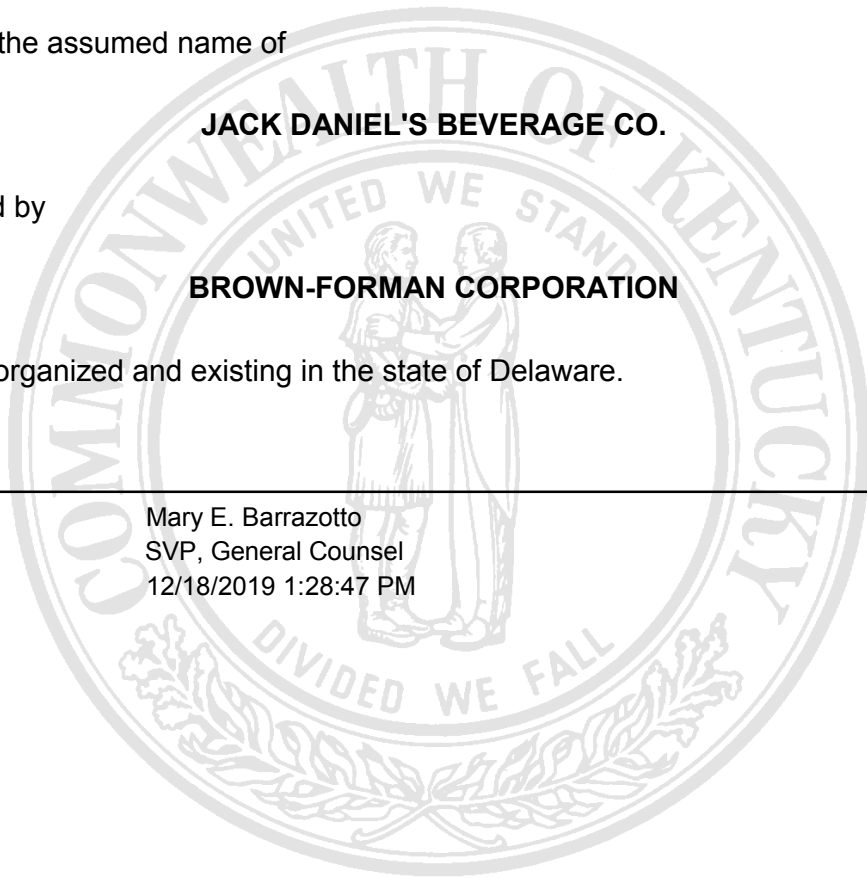 the assumed name of
JACK DANIEL'S BEVERAGE CO.
d by
BROWN-FORMAN CORPORATION
organized and existing in the state of Delaware.
Mary E. Barrazotto
SVP, General Counsel
12/18/2019 1:28:47 PM
COMMONWEALTH OF KENTUCKY
UNITED WE STAND
DIVIDED WE FALL